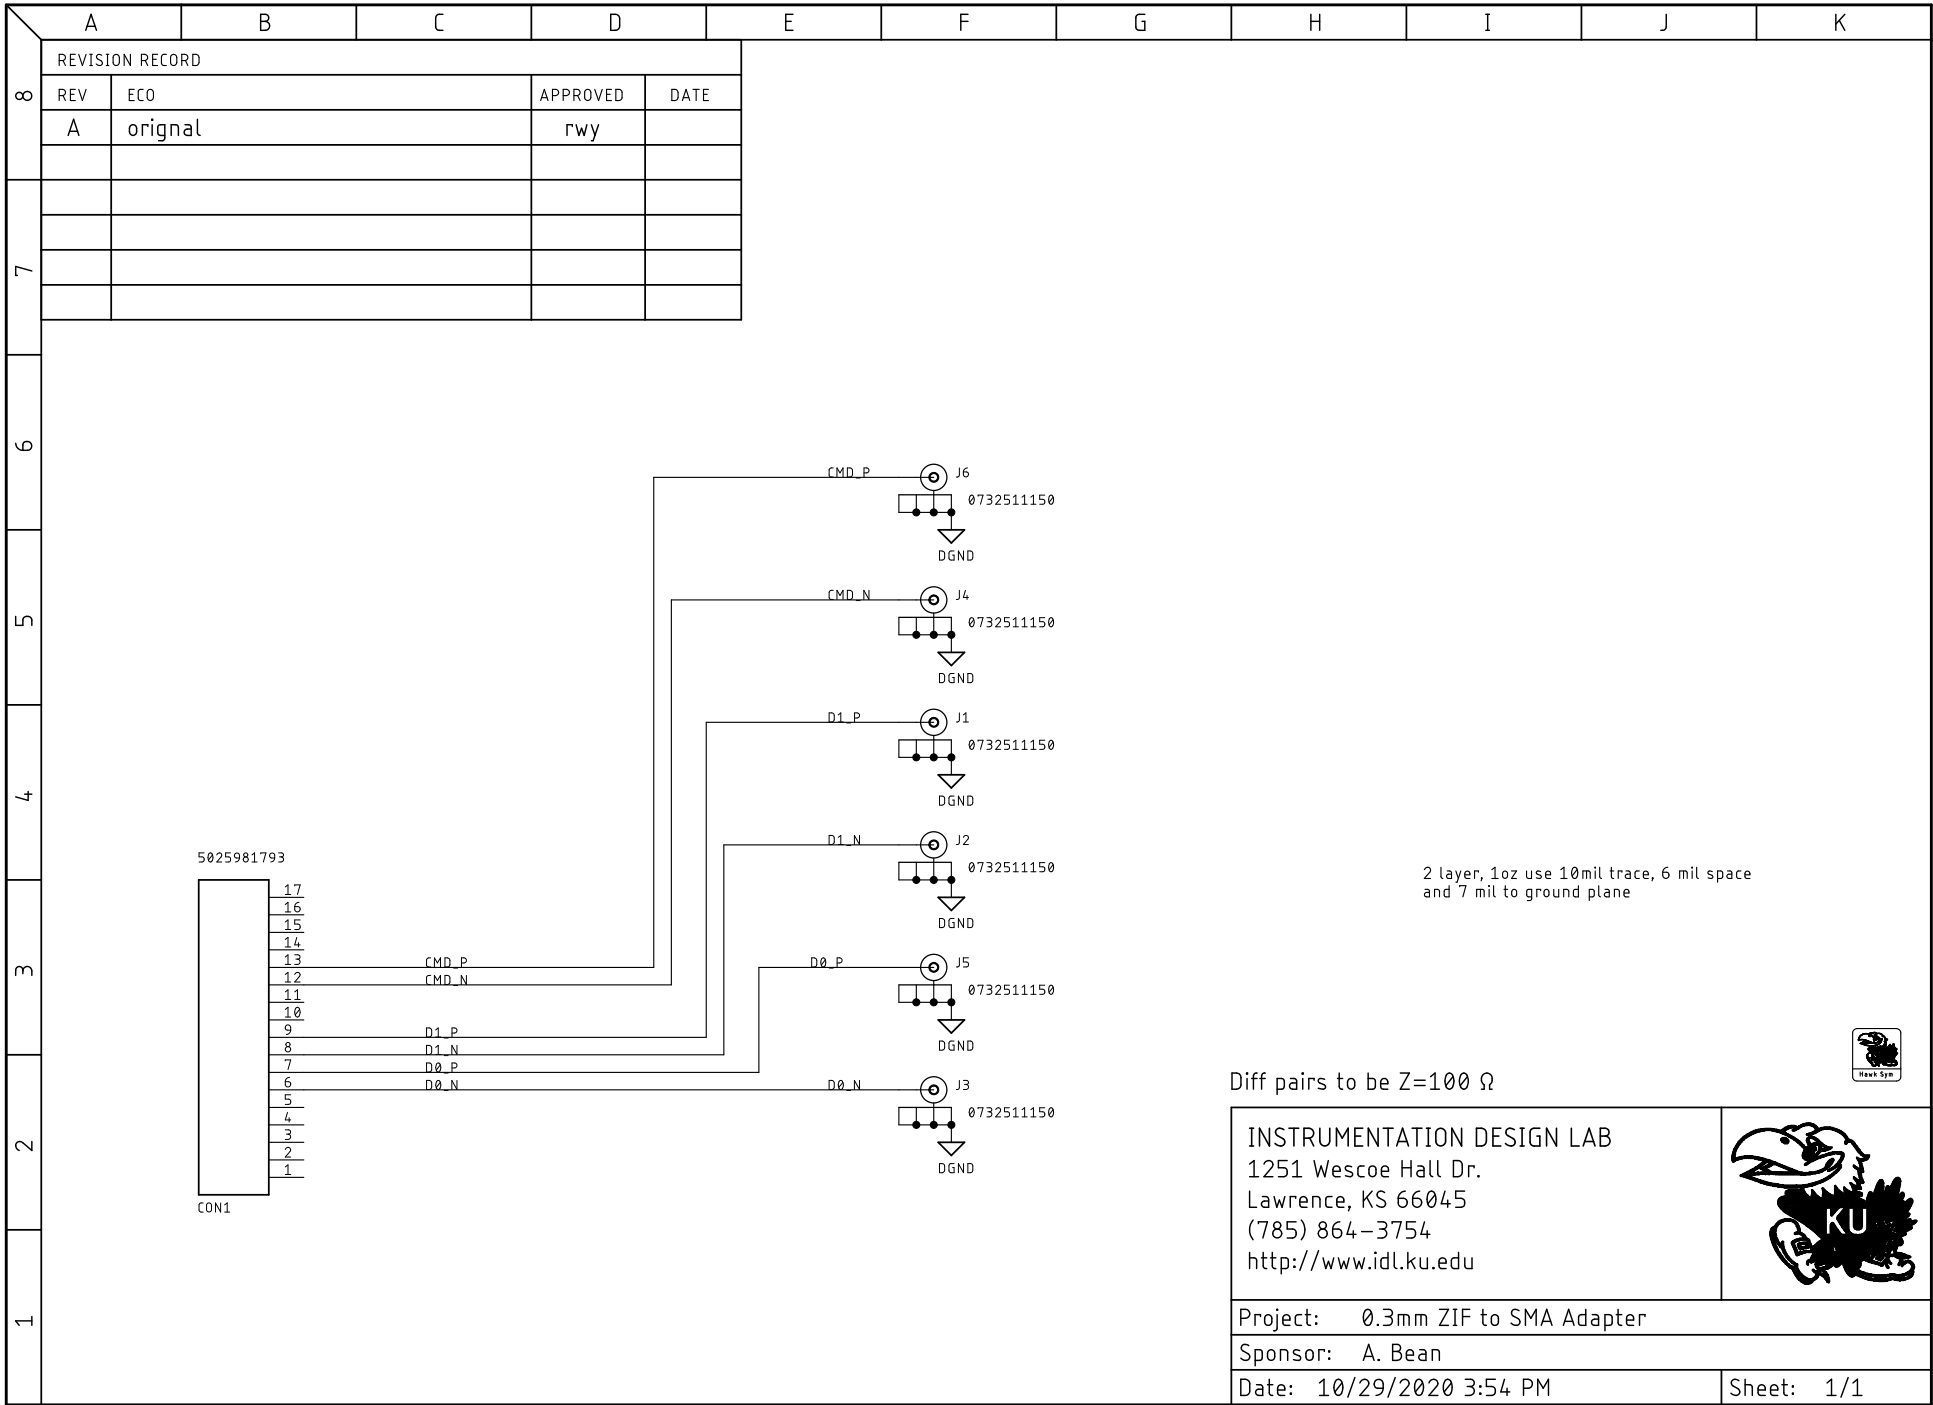 A B C D E F G H I J K
8
7
6
5
4
3
2
1
REVISION RECORD
REV ECO APPROVED DATE
A orignal rwy
CMD_P J6
0732511150
DGND
CMD_N J4
0732511150
DGND
D1_P J1
0732511150
DGND
D1_N J2
0732511150
DGND
D0_P J5
0732511150
DGND
D0_N J3
0732511150
DGND
5025981793
17
16
15
14
13 CMD_P
12 CMD_N
11
10
9 D1_P
8 D1_N
7 D0_P
6 D0_N
5
4
3
2
1
CON1
2 layer, 1oz use 10mil trace, 6 mil space
and 7 mil to ground plane
Hawk Sym
Diff pairs to be Z=100 Ω
INSTRUMENTATION DESIGN LAB
1251 Wescoe Hall Dr.
Lawrence, KS 66045
(785) 864-3754
http://www.idl.ku.edu
KU
Project: 0.3mm ZIF to SMA Adapter
Sponsor: A. Bean
Date: 10/29/2020 3:54 PM Sheet: 1/1